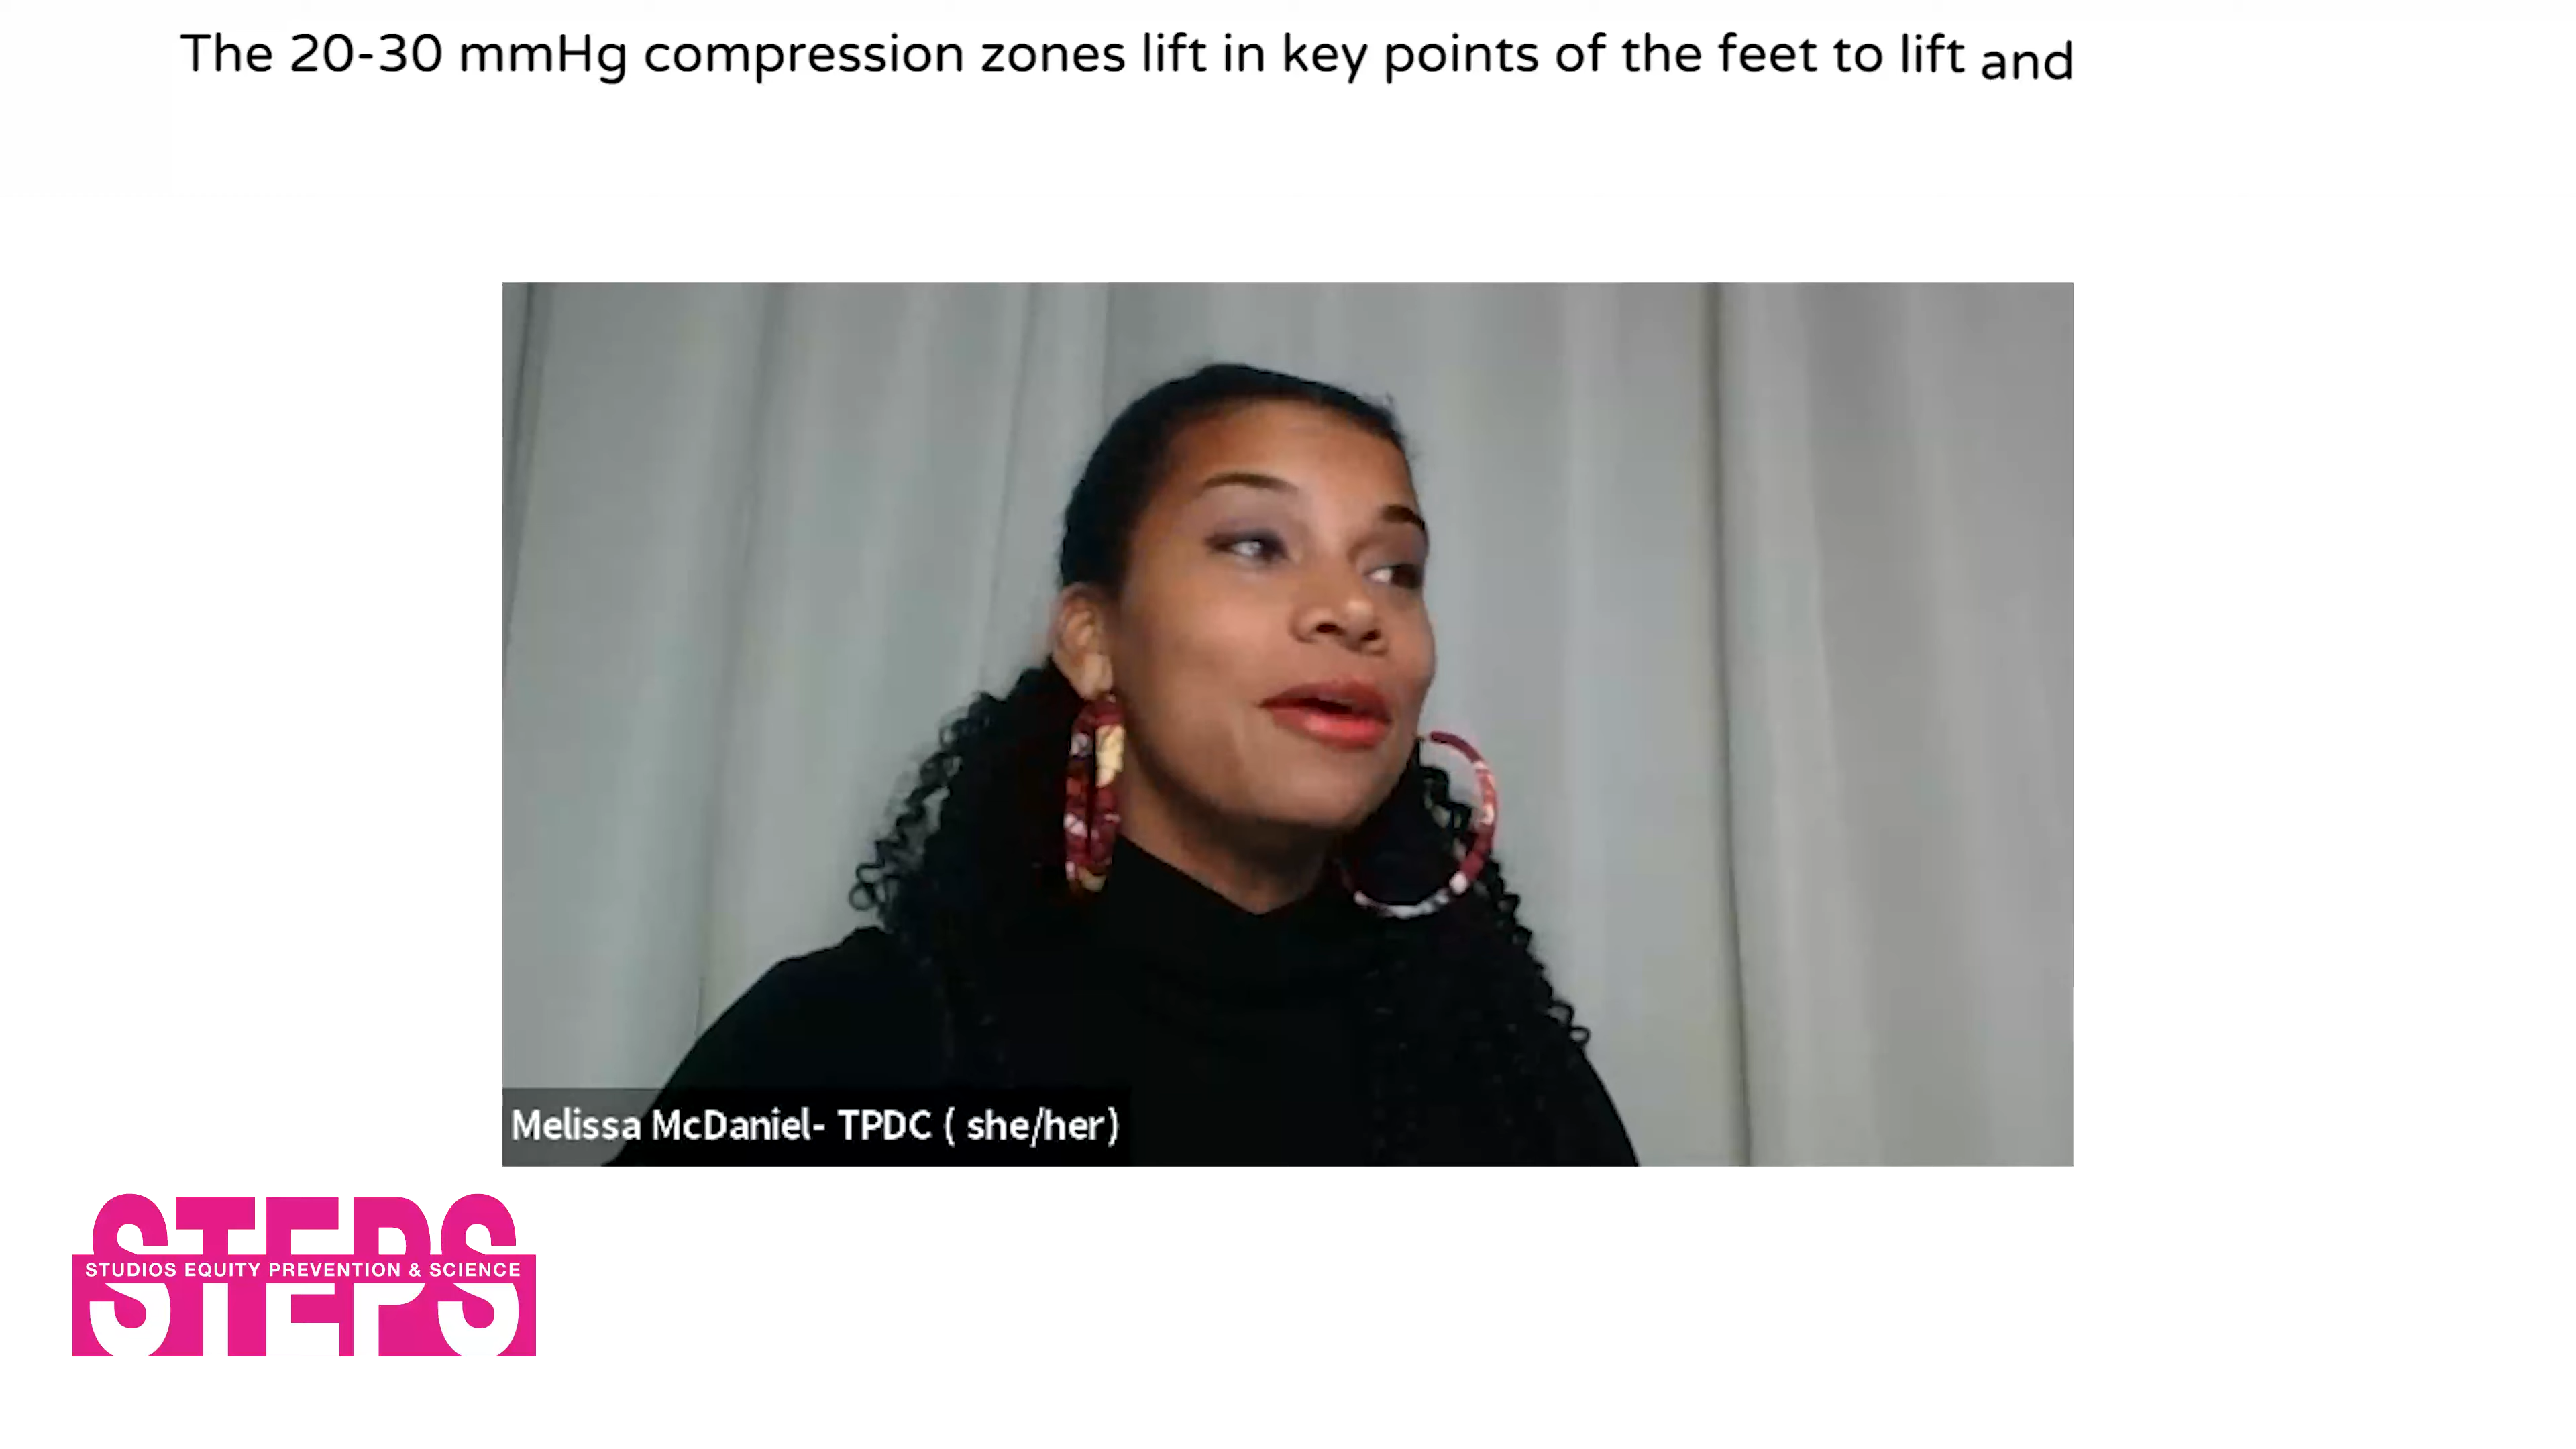 The 20-30 mmHg compression zones lift in key points of the feet to lift and
Melissa McDaniel- TPDC ( she/her)
STEPS
STUDIOS EQUITY PREVENTION & SCIENCE